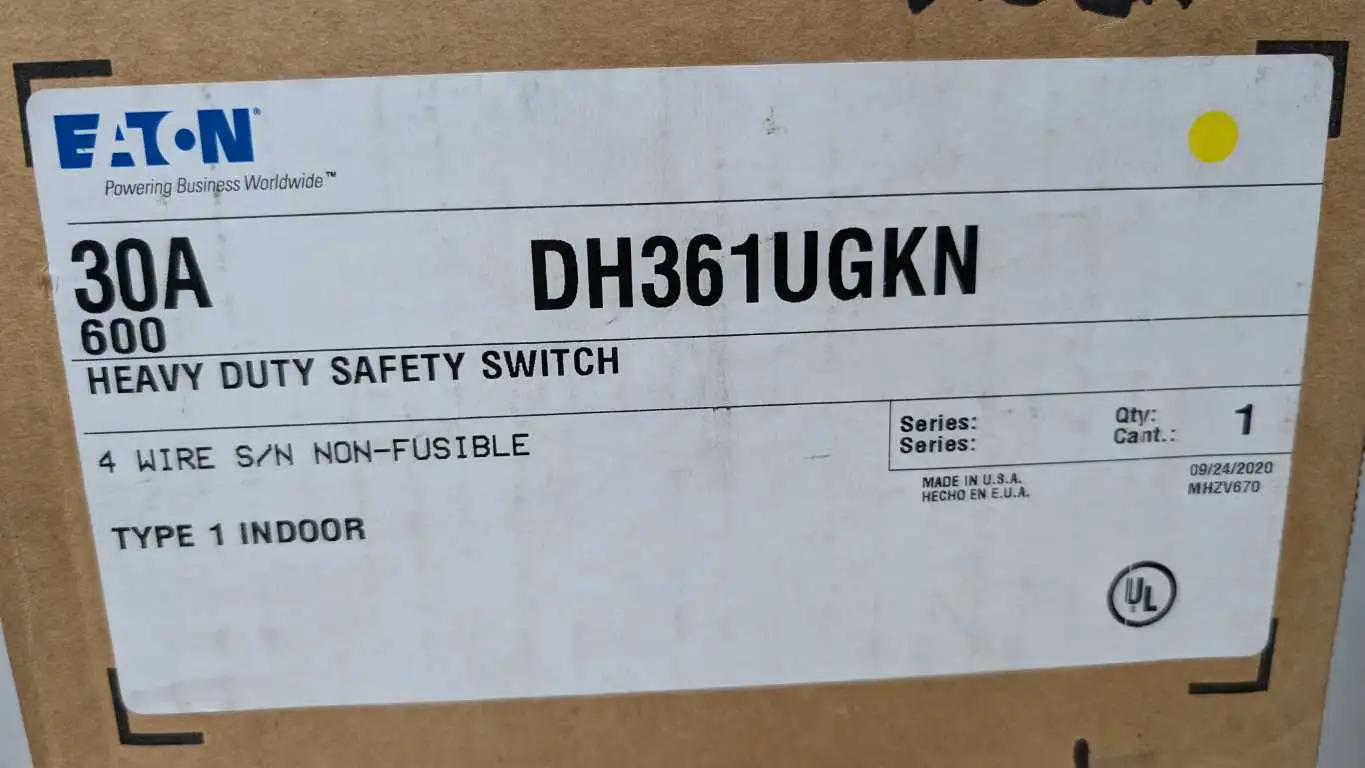 EATON®
Powering Business Worldwide™
30A
DH361UGKN
600
HEAVY DUTY SAFETY SWITCH
4 WIRE S/N NON-FUSIBLE
Series:
Series:
Qty:
Cant.:
1
MADE IN U.S.A.
HECHO EN E.U.A.
09/24/2020
MHZV670
TYPE 1 INDOOR
UL